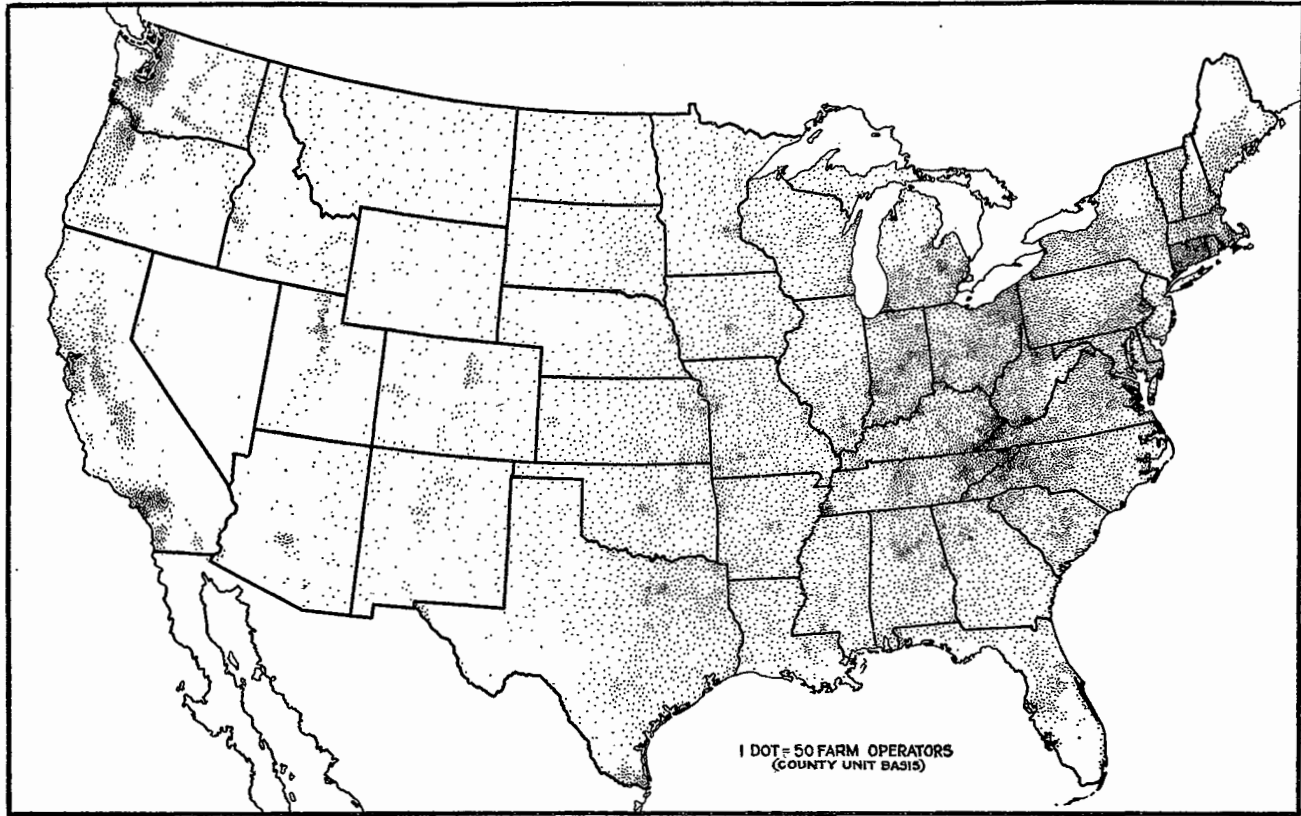 1 DOT = 50 FARM OPERATORS
(COUNTY UNIT BASIS)